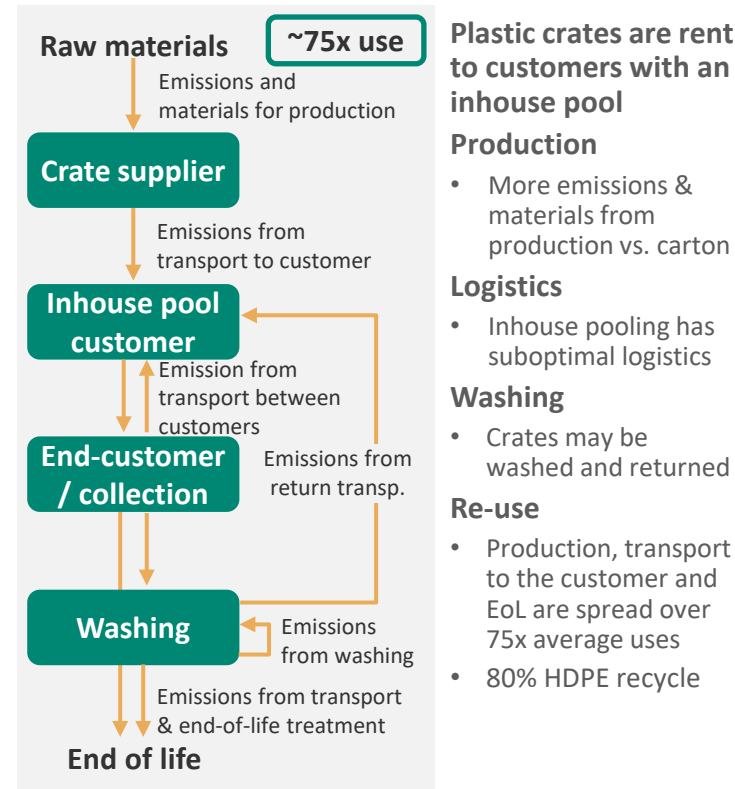 Raw materials
~75x use
Emissions and
materials for production
Crate supplier
Emissions from
transport to customer
Inhouse pool
customer
Emission from
transport between
customers
End-customer
/ collection
Emissions from
return transp.
Washing
Emissions
from washing
Emissions from transport
& end-of-life treatment
End of life
Plastic crates are rent
to customers with an
inhouse pool
Production
• More emissions &
materials from
production vs. carton
Logistics
• Inhouse pooling has
suboptimal logistics
Washing
• Crates may be
washed and returned
Re-use
• Production, transport
to the customer and
EoL are spread over
75x average uses
• 80% HDPE recycle